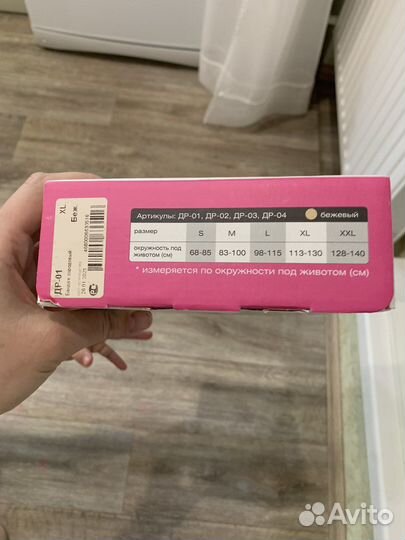 Артикулы: ДР-01, ДР-02, ДР-03, ДР-04 бежевый
размер S M L XL XXL
окружность под животом (см) 68-85 83-100 98-115 113-130 128-140
* измеряется по окружности под животом (см)
XL
Беж.
ДР-01
Avito